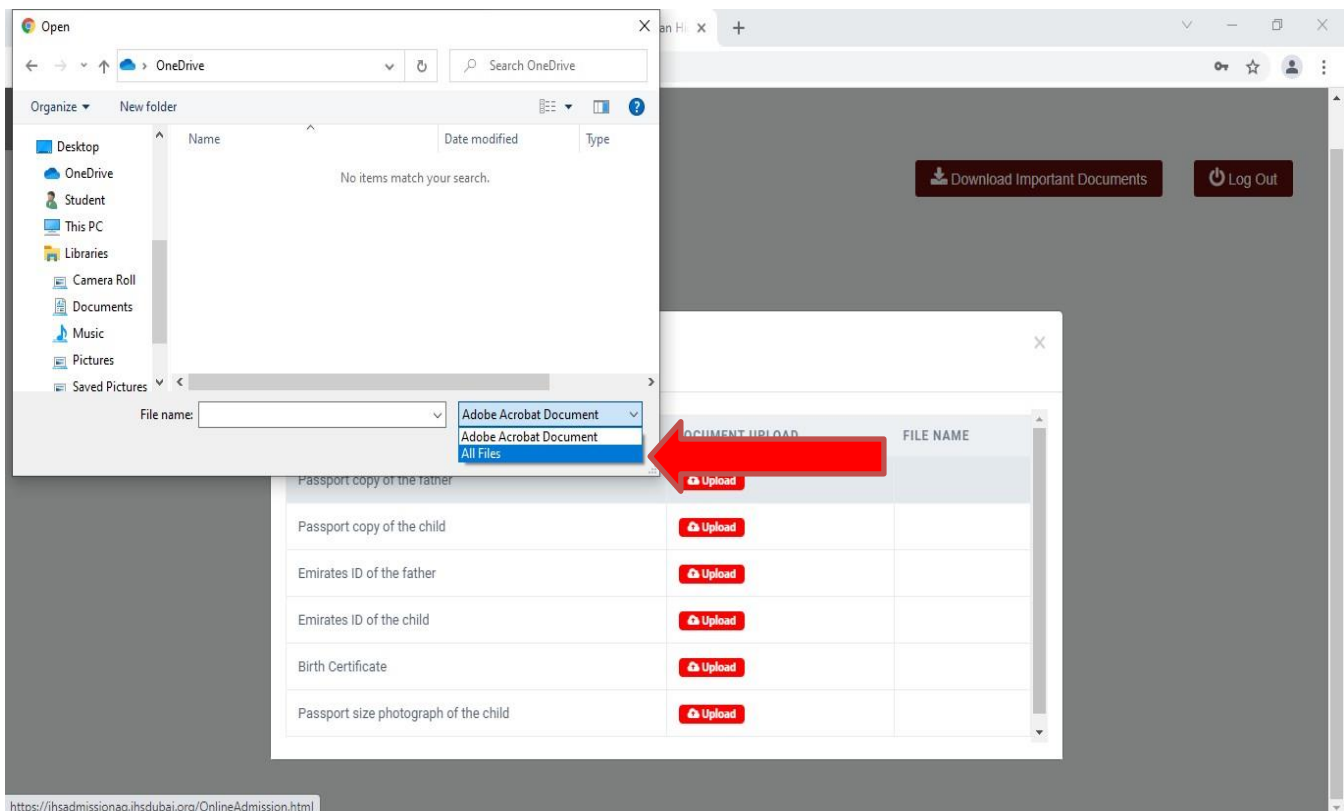 Open
an Hi
OneDrive
Search OneDrive
Organize
New folder
Name
Date modified
Type
No items match your search.
Desktop
OneDrive
Student
This PC
Libraries
Camera Roll
Documents
Music
Pictures
Saved Pictures
File name:
Adobe Acrobat Document
Adobe Acrobat Document
All Files
Download Important Documents
Log Out
DOCUMENT UPLOAD
FILE NAME
Passport copy of the father
Upload
Passport copy of the child
Upload
Emirates ID of the father
Upload
Emirates ID of the child
Upload
Birth Certificate
Upload
Passport size photograph of the child
Upload
https://ihsadmissionaq.ihsdubai.org/OnlineAdmission.html